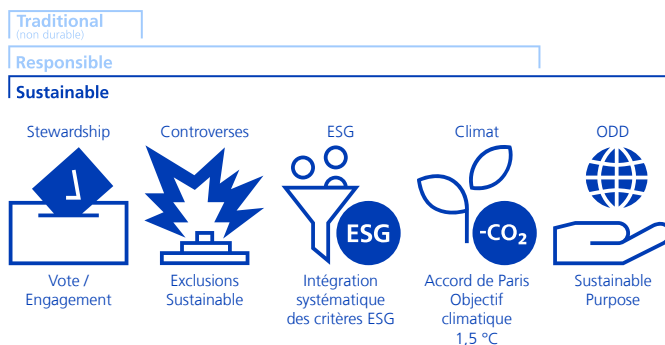 Traditional
(non durable)
Responsible
Sustainable
Stewardship
Controverses
ESG
Climat
ODD
ESG
-CO₂
Vote /
Engagement
Exclusions
Sustainable
Intégration
systématique
des critères ESG
Accord de Paris
Objectif
climatique
1,5 °C
Sustainable
Purpose